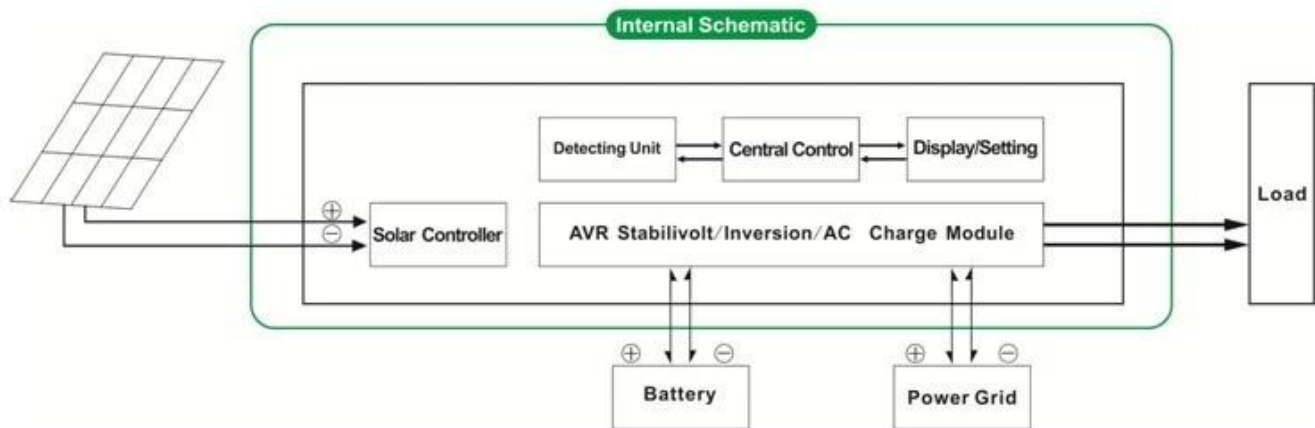 Internal Schematic
Detecting Unit
Central Control
Display/Setting
Load
⊕
⊖
Solar Controller
AVR Stabilivolt/Inversion/AC Charge Module
⊕ ⊖
⊕ ⊖
Battery
Power Grid